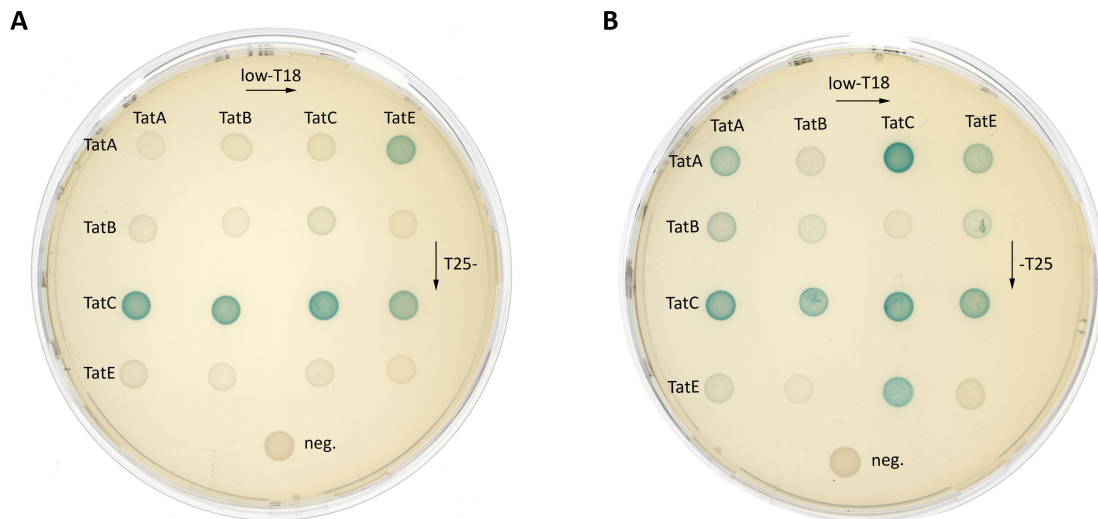 A
low-T18
TatA TatB TatC TatE
TatA
TatB
T25-
TatC
TatE
neg.
B
low-T18
TatA TatB TatC TatE
TatA
TatB
-T25
TatC
TatE
neg.